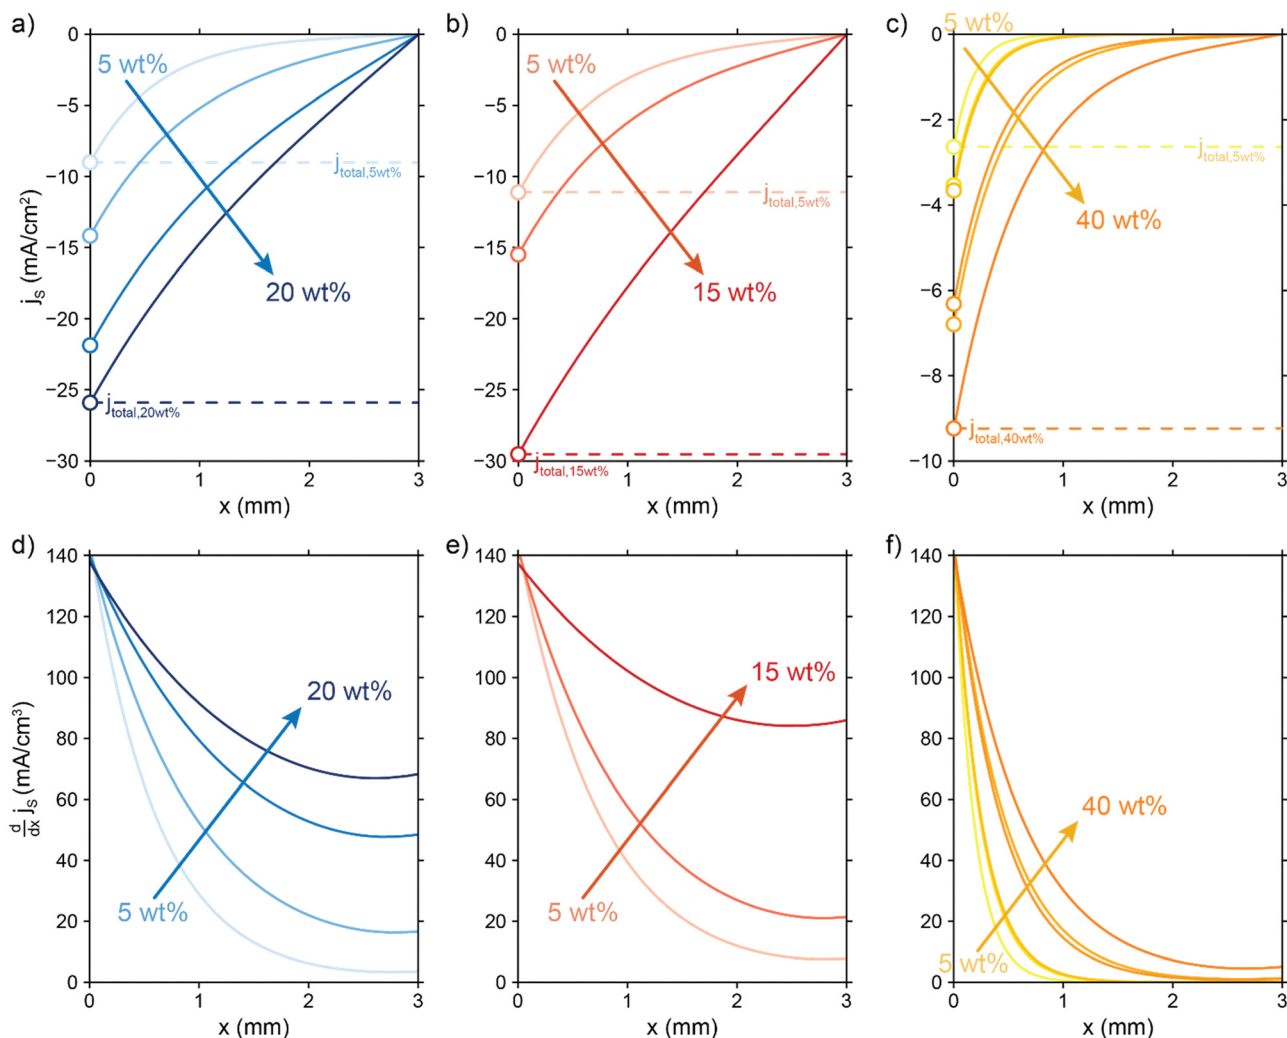 a)
0
−5
−10
−15
−20
−25
−30
j_S (mA/cm²)
5 wt%
j_total,5wt%
20 wt%
j_total,20wt%
0 1 2 3
x (mm)
b)
0
−5
−10
−15
−20
−25
−30
5 wt%
j_total,5wt%
15 wt%
j_total,15wt%
0 1 2 3
x (mm)
c)
0
−2
−4
−6
−8
−10
5 wt%
j_total,5wt%
40 wt%
j_total,40wt%
0 1 2 3
x (mm)
d)
140
120
100
80
60
40
20
0
d/dx j_S (mA/cm³)
20 wt%
5 wt%
0 1 2 3
x (mm)
e)
140
120
100
80
60
40
20
0
15 wt%
5 wt%
0 1 2 3
x (mm)
f)
140
120
100
80
60
40
20
0
40 wt%
5 wt%
0 1 2 3
x (mm)